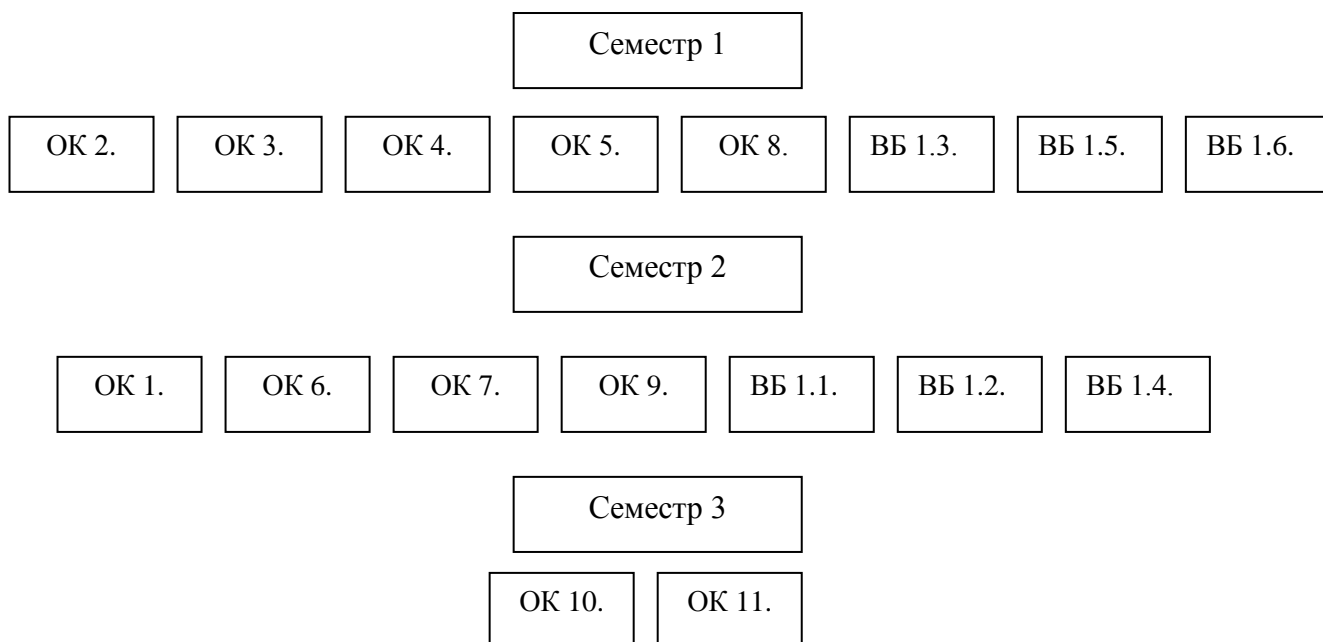 Семестр 1
ОК 2. ОК 3. ОК 4. ОК 5. ОК 8. ВБ 1.3. ВБ 1.5. ВБ 1.6.
Семестр 2
ОК 1. ОК 6. ОК 7. ОК 9. ВБ 1.1. ВБ 1.2. ВБ 1.4.
Семестр 3
ОК 10. ОК 11.